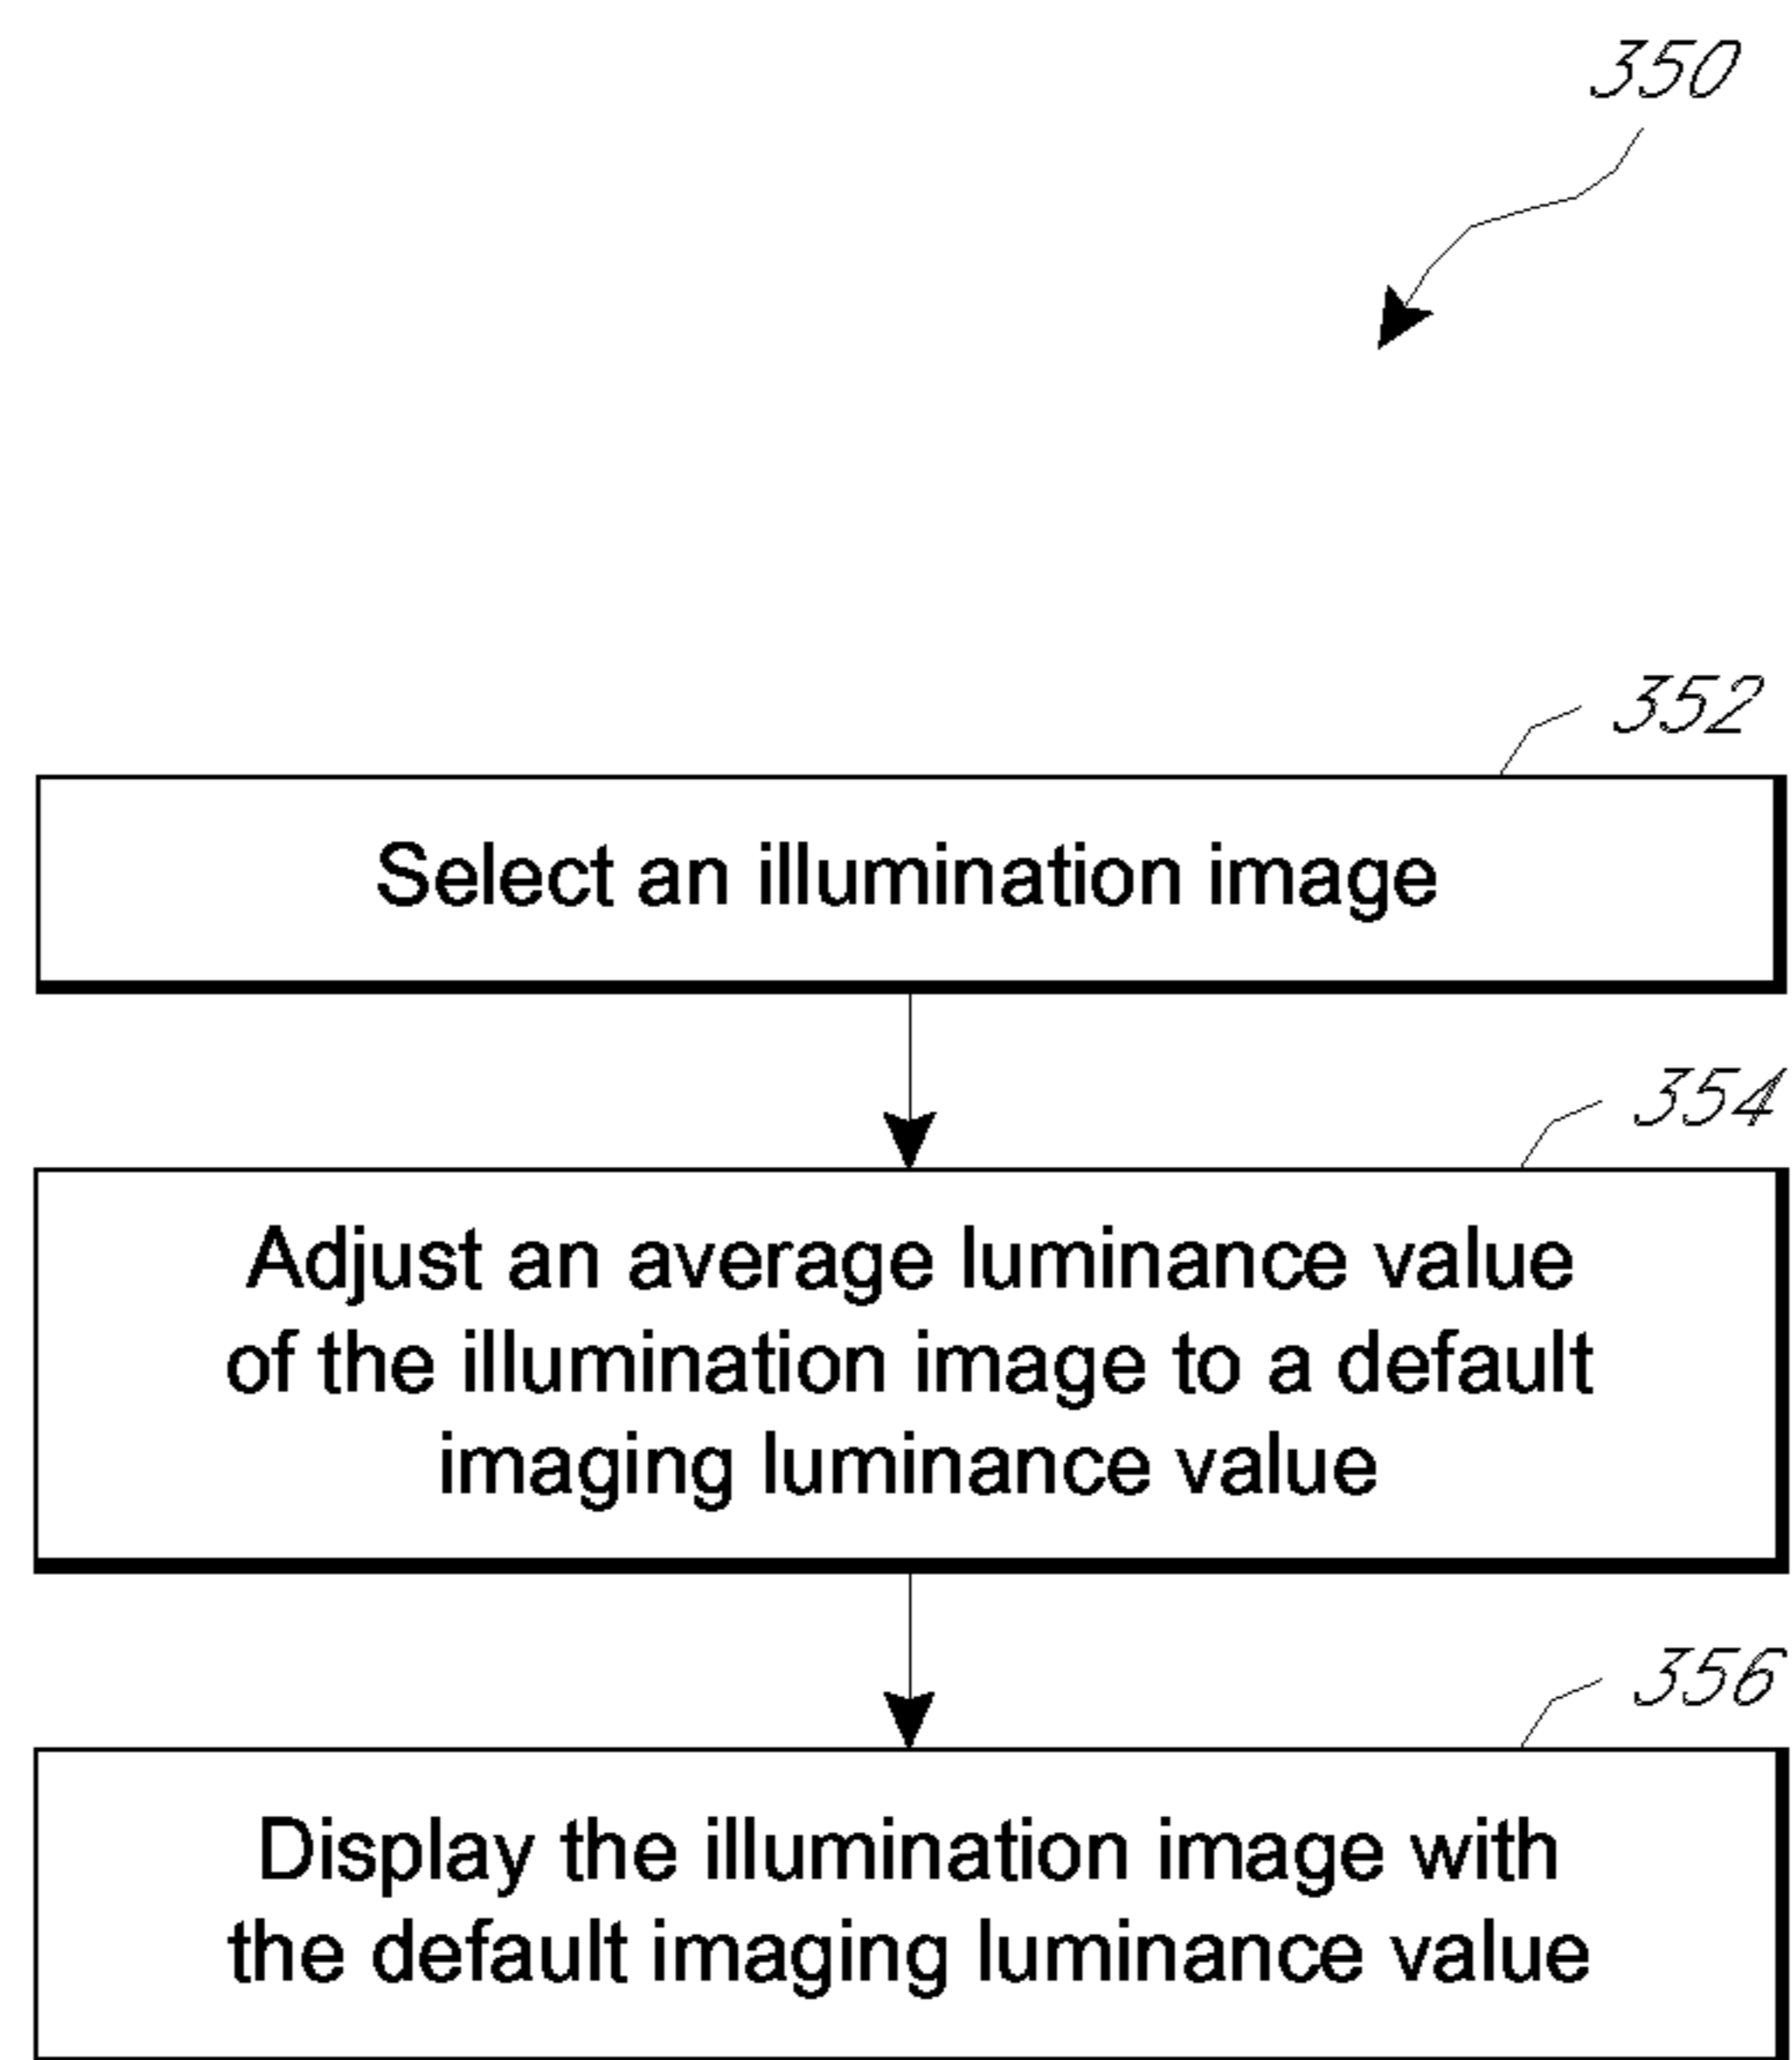 350
352
Select an illumination image
354
Adjust an average luminance value
of the illumination image to a default
imaging luminance value
356
Display the illumination image with
the default imaging luminance value